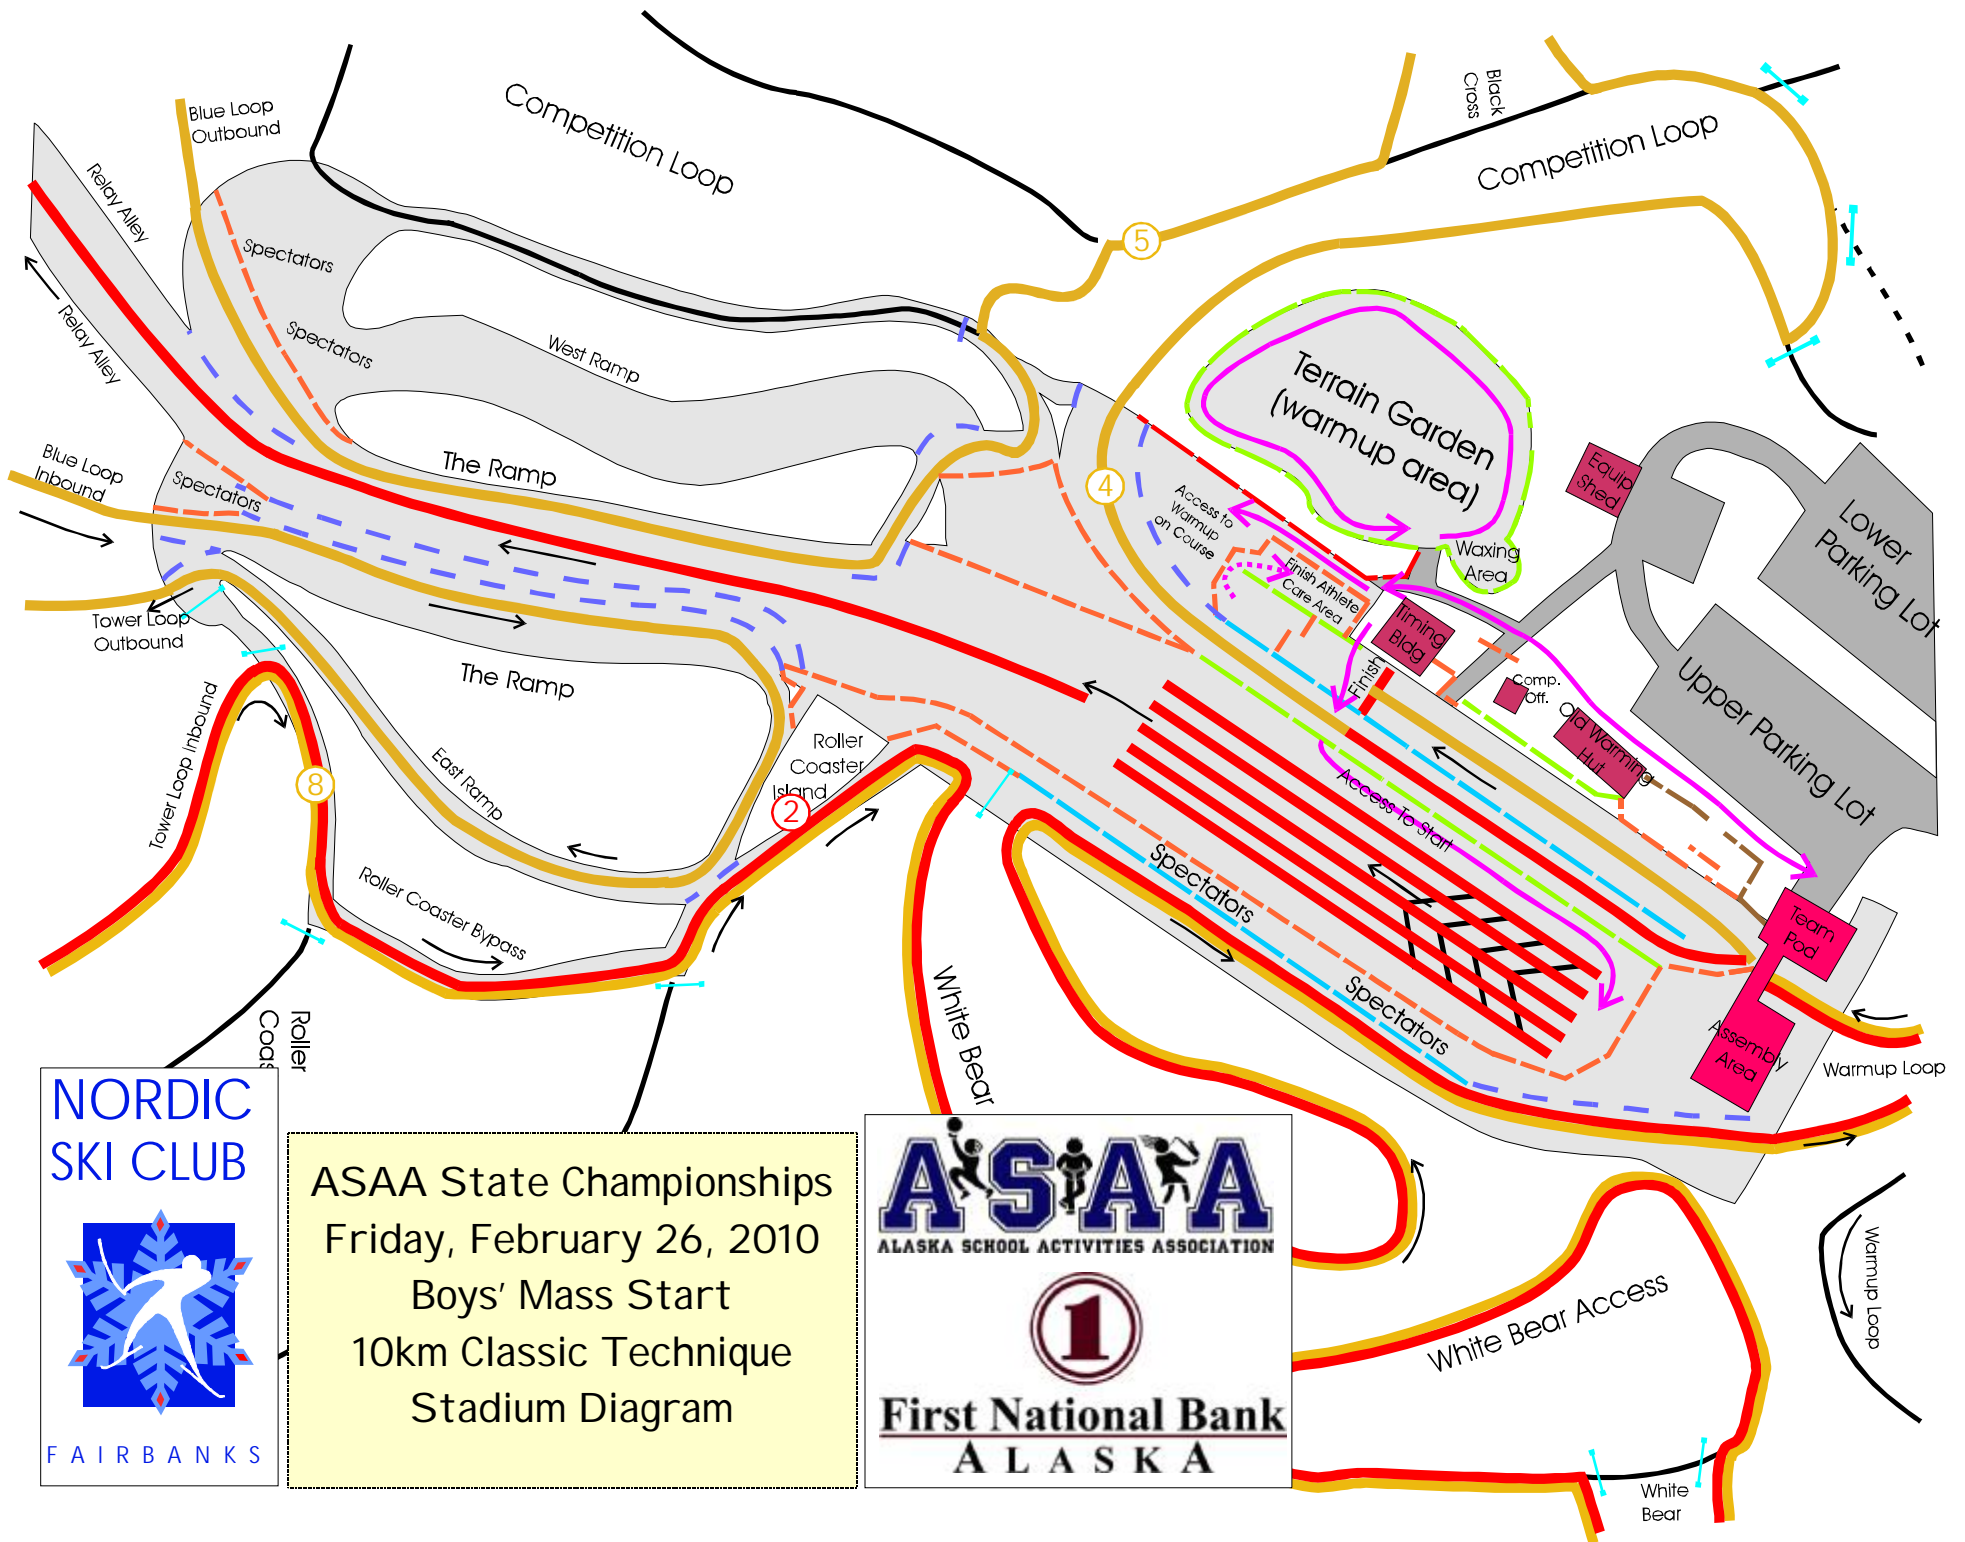 Blue Loop
Outbound
Relay Alley
Relay Alley
Spectators
Spectators
Competition Loop
West Ramp
Black
Cross
Competition Loop
5
Terrain Garden
(warmup area)
4
Access to
Warmup
on Course
Finish Athlete
Care Area
Waxing
Area
Equip
Shed
Lower
Parking Lot
Upper Parking Lot
Timing
Bldg
Finish
Comp.
Off.
Old Warming
Hut
Blue Loop
Inbound
Spectators
The Ramp
Tower Loop
Outbound
The Ramp
Tower Loop Inbound
8
East Ramp
Roller Coaster Bypass
Roller
Coaster
Island
2
Access To Start
Spectators
Spectators
Team
Pod
Assembly
Area
Warmup Loop
White Bear
Roller
Coas
NORDIC
SKI CLUB
FAIRBANKS
ASAA State Championships
Friday, February 26, 2010
Boys' Mass Start
10km Classic Technique
Stadium Diagram
ASAA
ALASKA SCHOOL ACTIVITIES ASSOCIATION
1
First National Bank
ALASKA
White Bear Access
Warmup Loop
White
Bear